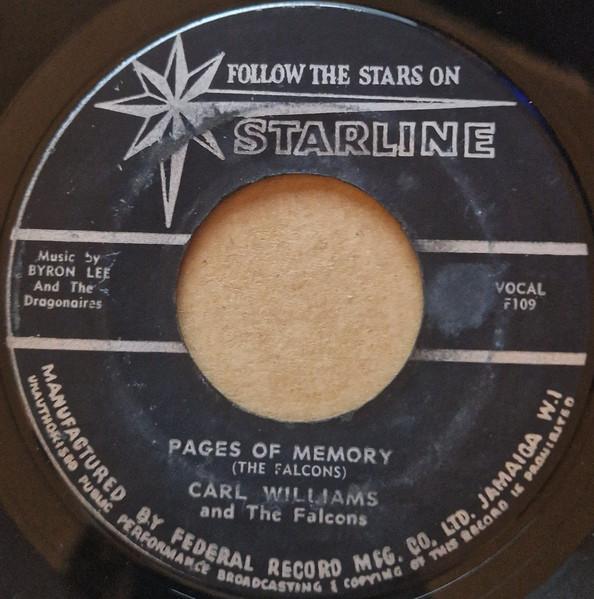 FOLLOW THE STARS ON
STARLINE
Music by
BYRON LEE
And The
Dragonaires
VOCAL
F109
PAGES OF MEMORY
(THE FALCONS)
CARL WILLIAMS
and The Falcons
MANUFACTURED BY FEDERAL RECORD MFG. CO. LTD. JAMAICA W.I
UNAUTHORISED PUBLIC PERFORMANCE BROADCASTING & COPYING OF THIS RECORD IS PROHIBITED